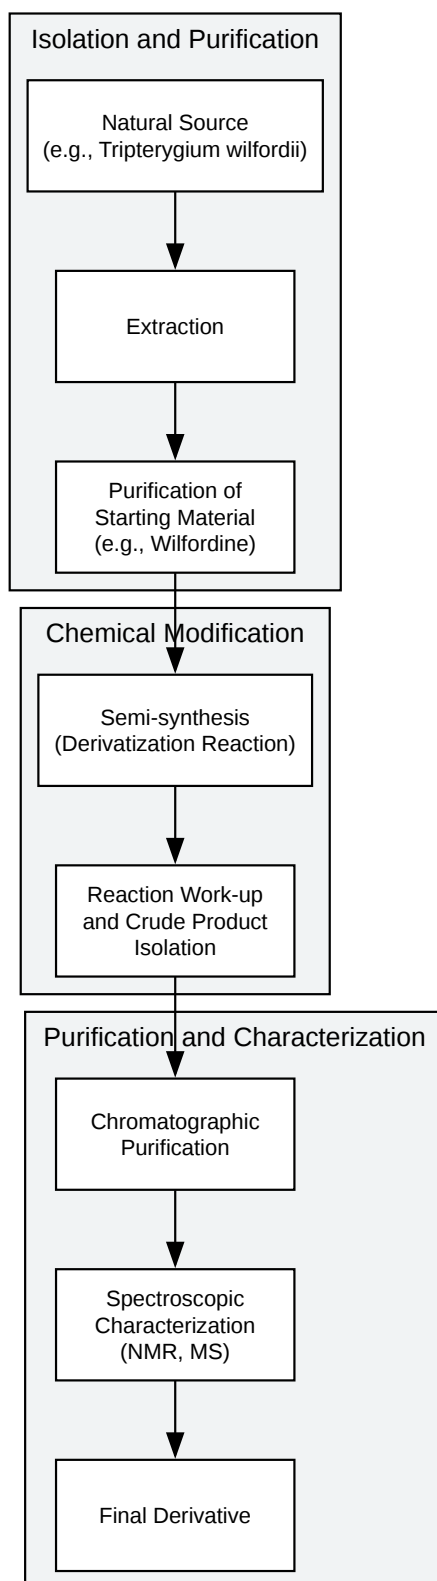 Isolation and Purification
Natural Source
(e.g., Tripterygium wilfordii)
Extraction
Purification of
Starting Material
(e.g., Wilfordine)
Chemical Modification
Semi-synthesis
(Derivatization Reaction)
Reaction Work-up
and Crude Product
Isolation
Purification and Characterization
Chromatographic
Purification
Spectroscopic
Characterization
(NMR, MS)
Final Derivative